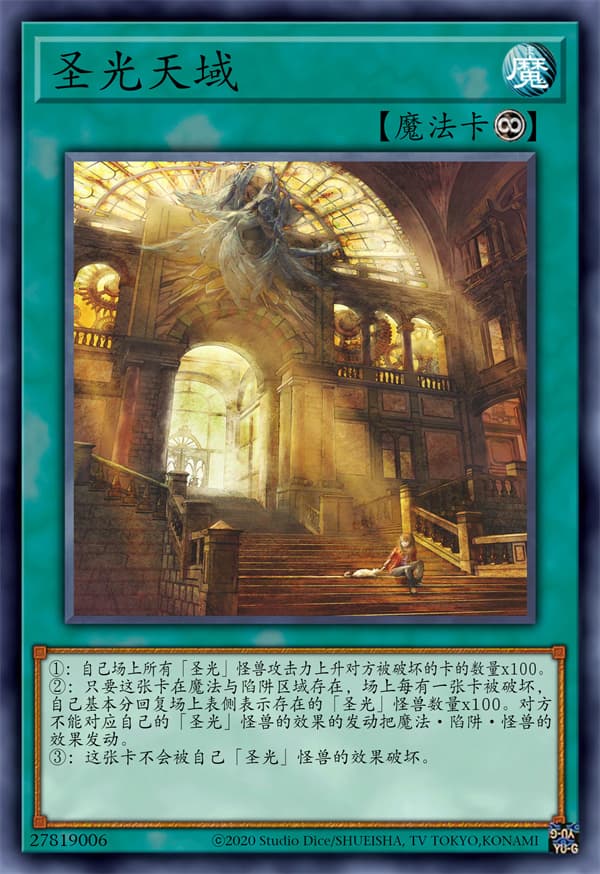 圣光天域
魔
【魔法卡】
①：自己场上所有「圣光」怪兽攻击力上升对方被破坏的卡的数量x100。
②：只要这张卡在魔法与陷阱区域存在，场上每有一张卡被破坏，
自己基本分回复场上表侧表示存在的「圣光」怪兽数量x100。对方
不能对应自己的「圣光」怪兽的效果的发动把魔法·陷阱·怪兽的
效果发动。
③：这张卡不会被自己「圣光」怪兽的效果破坏。
27819006 ©2020 Studio Dice/SHUEISHA, TV TOKYO,KONAMI
YU-G
YU-G